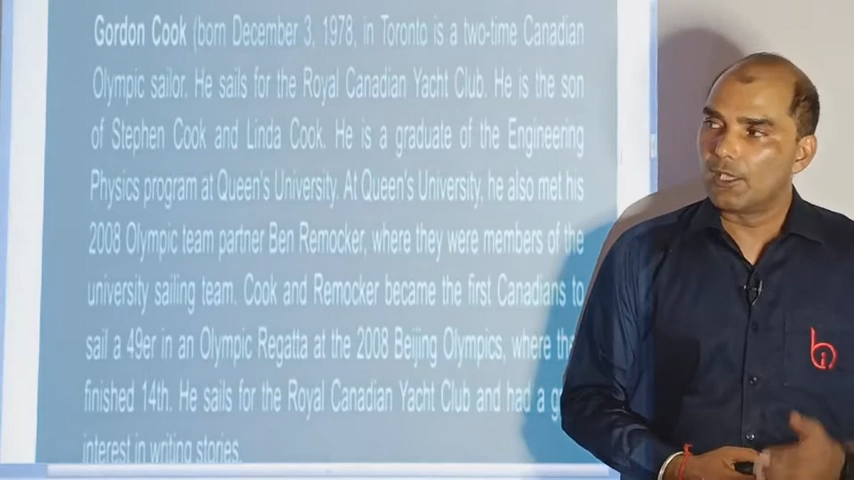 Gordon Cook (born December 3, 1978, in Toronto is a two-time Canadian
Olympic sailor. He sails for the Royal Canadian Yacht Club. He is the son
of Stephen Cook and Linda Cook. He is a graduate of the Engineering
Physics program at Queen's University. At Queen's University, he also met his
2008 Olympic team partner Ben Remocker, where they were members of the
university sailing team. Cook and Remocker became the first Canadians to
sail a 49er in an Olympic Regatta at the 2008 Beijing Olympics, where
finished 14th. He sails for the Royal Canadian Yacht Club and had a
interest in writing stories.